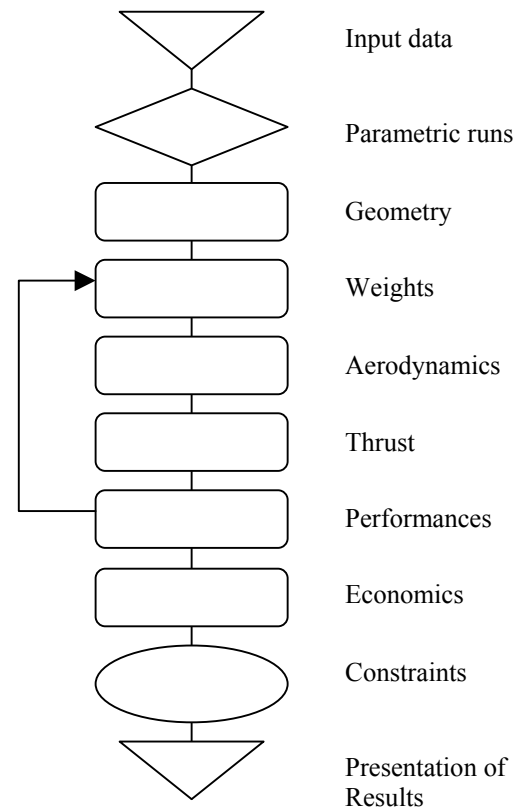 Input data
Parametric runs
Geometry
Weights
Aerodynamics
Thrust
Performances
Economics
Constraints
Presentation of
Results